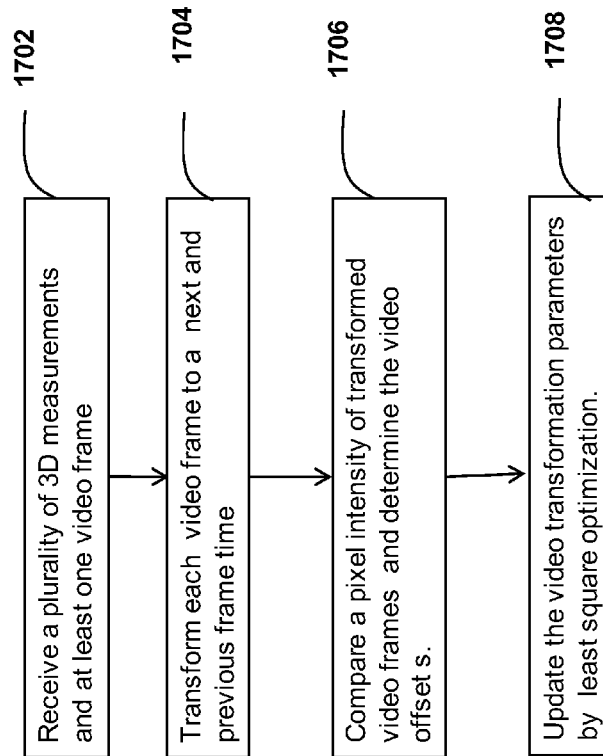 Receive a plurality of 3D measurements
and at least one video frame
1702
Transform each video frame to a next and
previous frame time
1704
Compare a pixel intensity of transformed
video frames and determine the video
offset s.
1706
Update the video transformation parameters
by least square optimization.
1708